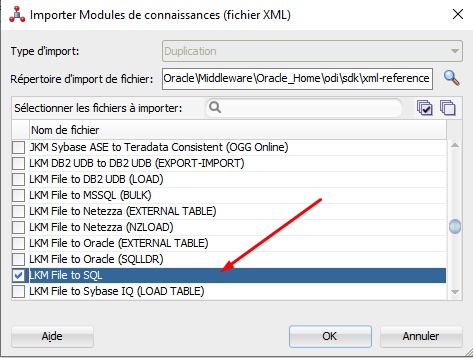 Importer Modules de connaissances (fichier XML)
Type d'import: Duplication
Répertoire d'import de fichier: Oracle\Middleware\Oracle_Home\odi\sdk\xml-reference
Sélectionner les fichiers à importer:
Nom de fichier
JKM Sybase ASE to Teradata Consistent (OGG Online)
LKM DB2 UDB to DB2 UDB (EXPORT-IMPORT)
LKM File to DB2 UDB (LOAD)
LKM File to MSSQL (BULK)
LKM File to Netezza (EXTERNAL TABLE)
LKM File to Netezza (NZLOAD)
LKM File to Oracle (EXTERNAL TABLE)
LKM File to Oracle (SQLLDR)
LKM File to SQL
LKM File to Sybase IQ (LOAD TABLE)
Aide OK Annuler